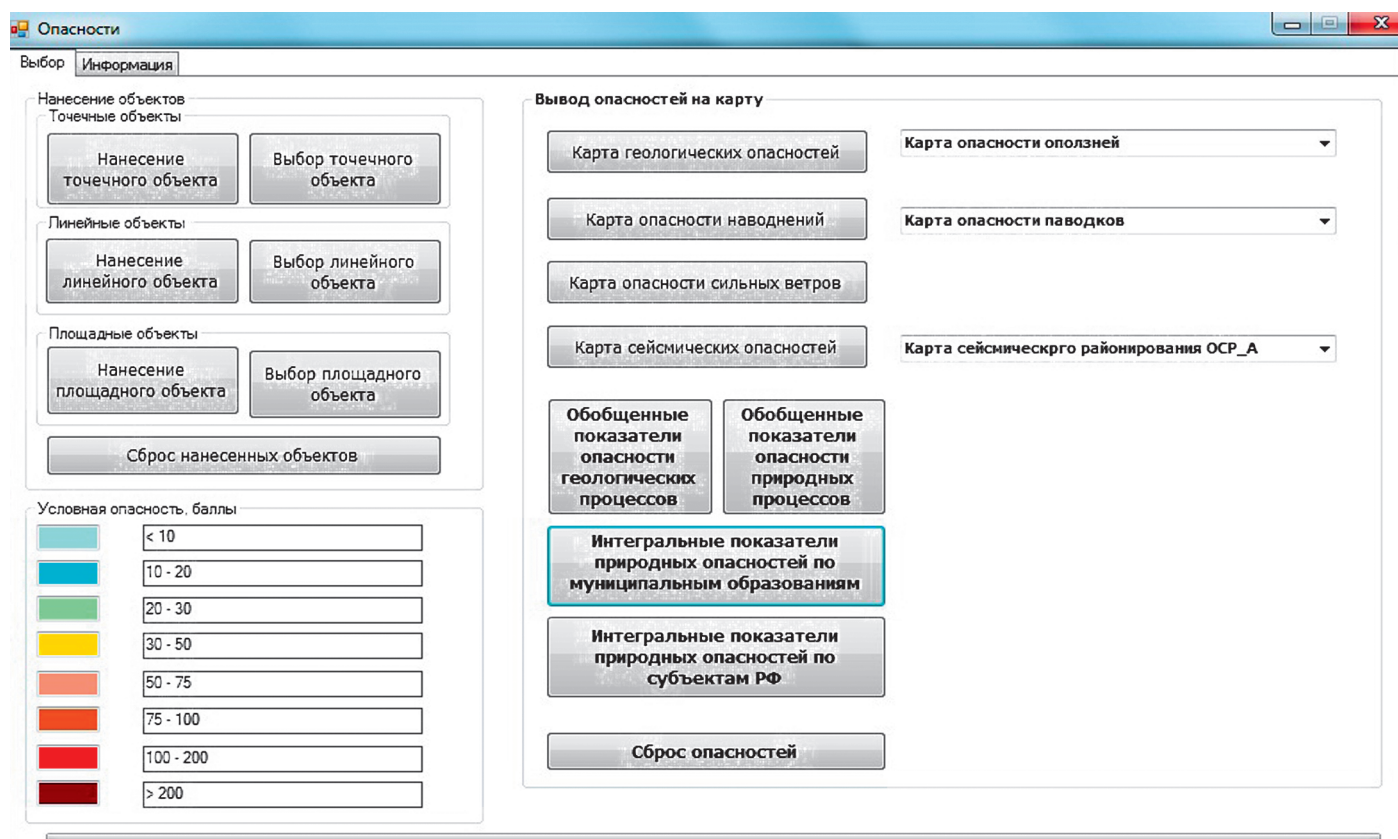 Опасности
Выбор
Информация
Нанесение объектов
Точечные объекты
Нанесение
точечного объекта
Выбор точечного
объекта
Линейные объекты
Нанесение
линейного объекта
Выбор линейного
объекта
Площадные объекты
Нанесение
площадного объекта
Выбор площадного
объекта
Сброс нанесенных объектов
Условная опасность, баллы
< 10
10 - 20
20 - 30
30 - 50
50 - 75
75 - 100
100 - 200
> 200
Вывод опасностей на карту
Карта геологических опасностей
Карта опасности оползней
Карта опасности наводнений
Карта опасности паводков
Карта опасности сильных ветров
Карта сейсмических опасностей
Карта сейсмическрго районирования ОСР_А
Обобщенные
показатели
опасности
геологических
процессов
Обобщенные
показатели
опасности
природных
процессов
Интегральные показатели
природных опасностей по
муниципальным образованиям
Интегральные показатели
природных опасностей по
субъектам РФ
Сброс опасностей